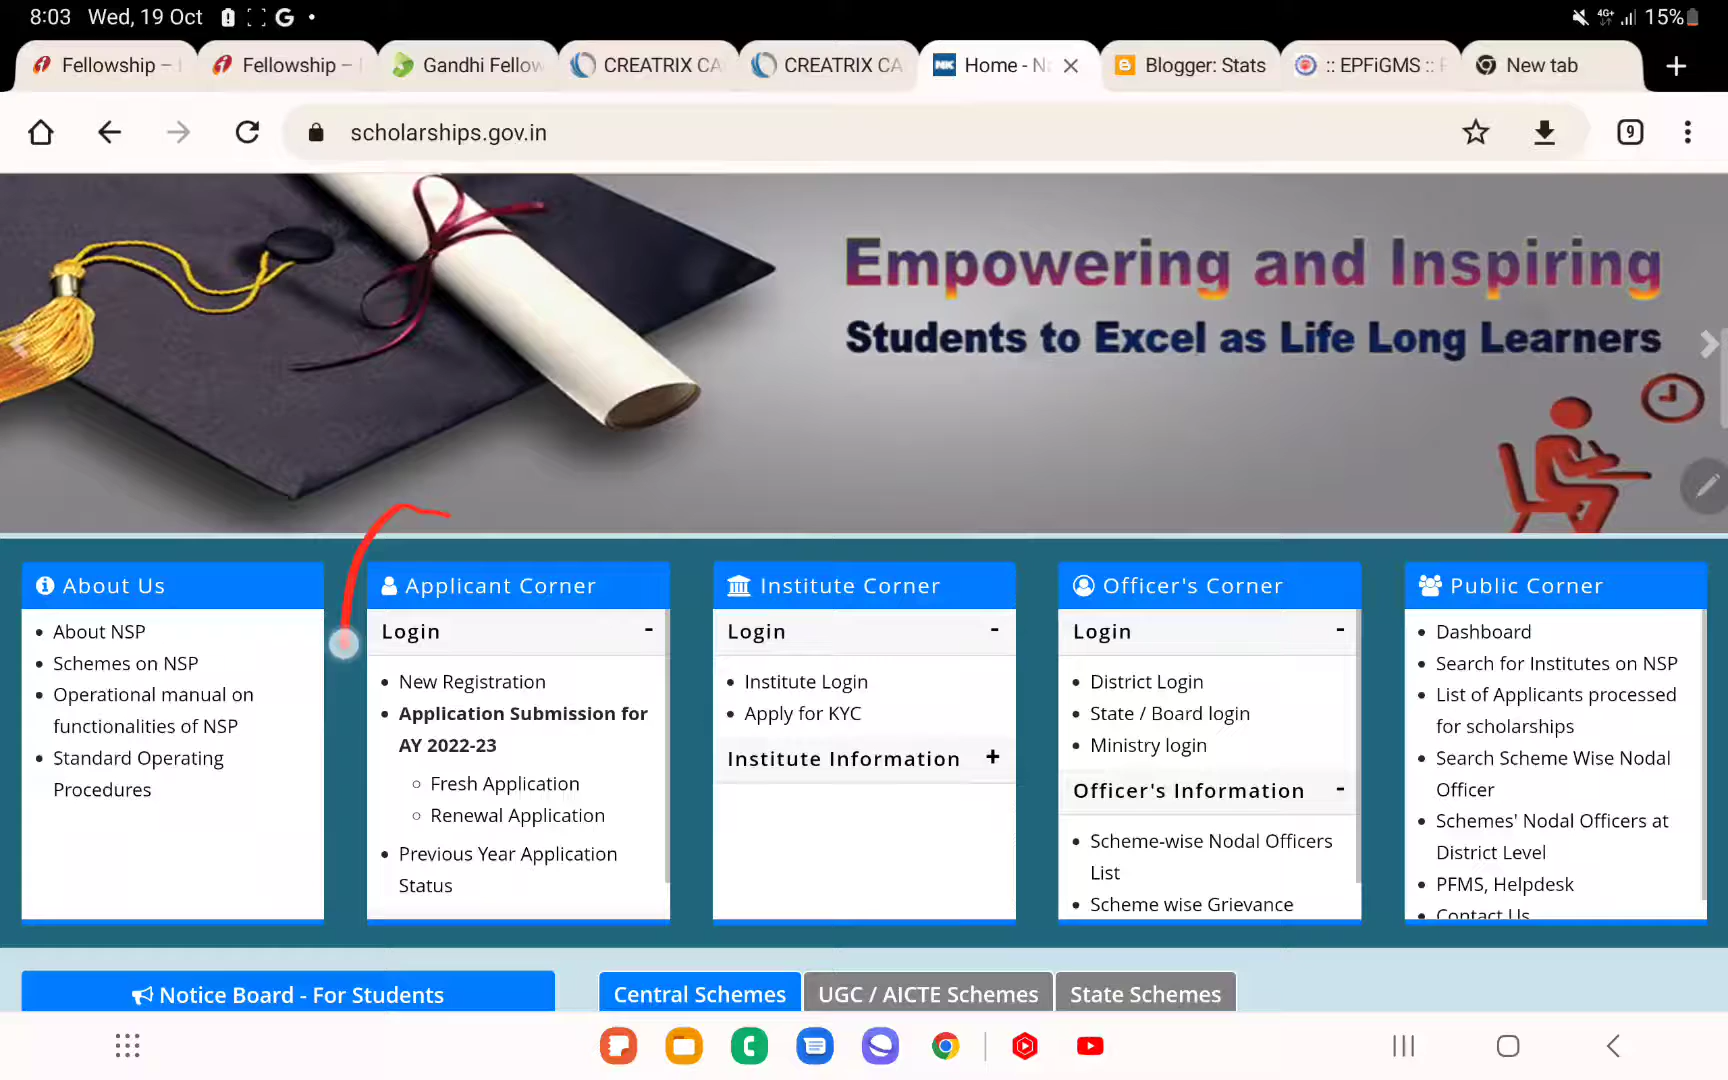 8:03 Wed, 19 Oct
4G+ 15%
Fellowship –
Fellowship –
Gandhi Fellow
CREATRIX CA
CREATRIX CA
Home - N
Blogger: Stats
:: EPFiGMS ::
New tab
scholarships.gov.in
9
Empowering and Inspiring
Students to Excel as Life Long Learners
About Us
About NSP
Schemes on NSP
Operational manual on
functionalities of NSP
Standard Operating
Procedures
Applicant Corner
Login -
New Registration
Application Submission for
AY 2022-23
Fresh Application
Renewal Application
Previous Year Application
Status
Institute Corner
Login -
Institute Login
Apply for KYC
Institute Information +
Officer's Corner
Login -
District Login
State / Board login
Ministry login
Officer's Information -
Scheme-wise Nodal Officers
List
Scheme wise Grievance
Public Corner
Dashboard
Search for Institutes on NSP
List of Applicants processed
for scholarships
Search Scheme Wise Nodal
Officer
Schemes' Nodal Officers at
District Level
PFMS, Helpdesk
Contact Us
Notice Board - For Students
Central Schemes
UGC / AICTE Schemes
State Schemes